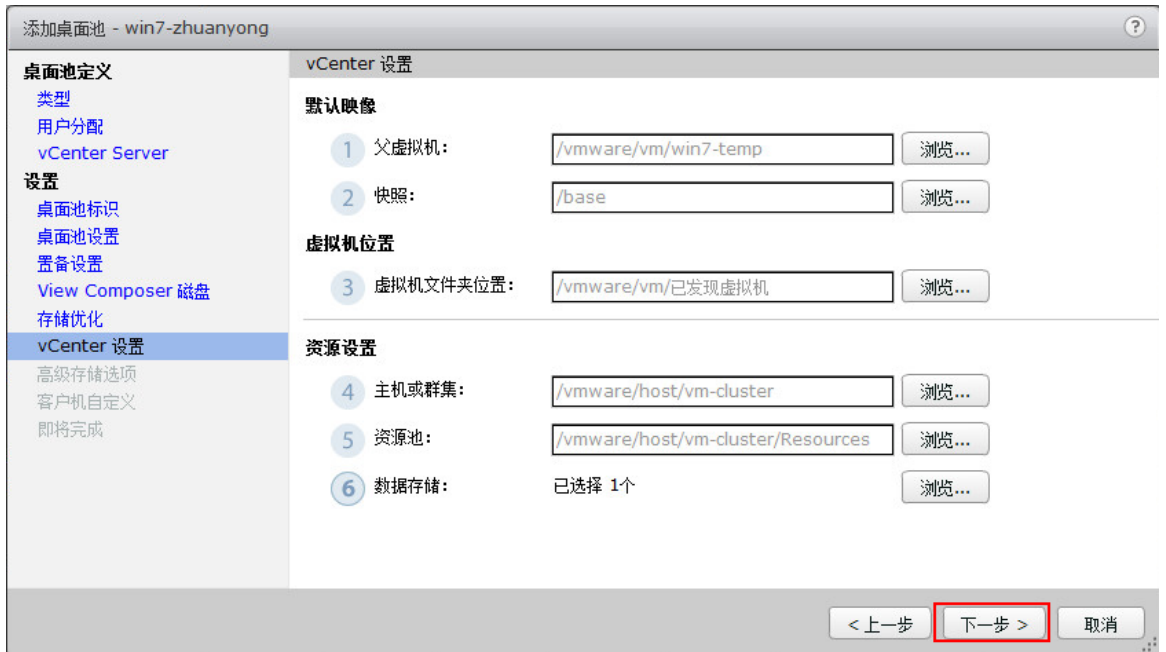 添加桌面池 - win7-zhuanyong
?
桌面池定义
类型
用户分配
vCenter Server
设置
桌面池标识
桌面池设置
置备设置
View Composer 磁盘
存储优化
vCenter 设置
高级存储选项
客户机自定义
即将完成
vCenter 设置
默认映像
1 父虚拟机: /vmware/vm/win7-temp 浏览...
2 快照: /base 浏览...
虚拟机位置
3 虚拟机文件夹位置: /vmware/vm/已发现虚拟机 浏览...
资源设置
4 主机或群集: /vmware/host/vm-cluster 浏览...
5 资源池: /vmware/host/vm-cluster/Resources 浏览...
6 数据存储: 已选择 1个 浏览...
< 上一步 下一步 > 取消